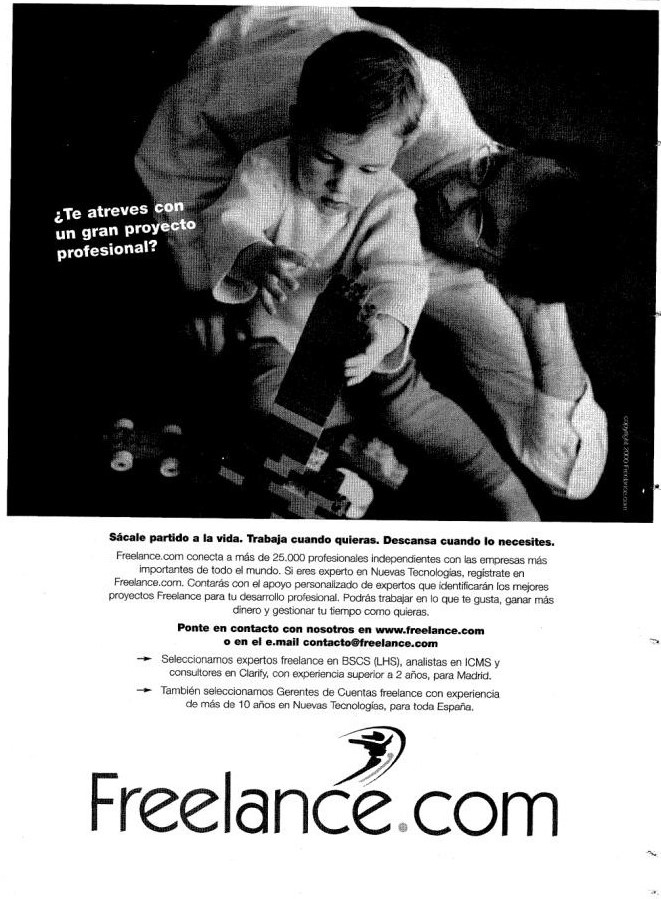 ¿Te atreves con
un gran proyecto
profesional?
copyright 2000 Freelance.com
Sácale partido a la vida. Trabaja cuando quieras. Descansa cuando lo necesites.
Freelance.com conecta a más de 25.000 profesionales independientes con las empresas más
importantes de todo el mundo. Si eres experto en Nuevas Tecnologías, regístrate en
Freelance.com. Contarás con el apoyo personalizado de expertos que identificarán los mejores
proyectos Freelance para tu desarrollo profesional. Podrás trabajar en lo que te gusta, ganar más
dinero y gestionar tu tiempo como quieras.
Ponte en contacto con nosotros en www.freelance.com
o en el e.mail contacto@freelance.com
→ Seleccionamos expertos freelance en BSCS (LHS), analistas en ICMS y
consultores en Clarify, con experiencia superior a 2 años, para Madrid.
→ También seleccionamos Gerentes de Cuentas freelance con experiencia
de más de 10 años en Nuevas Tecnologías, para toda España.
Freelance.com